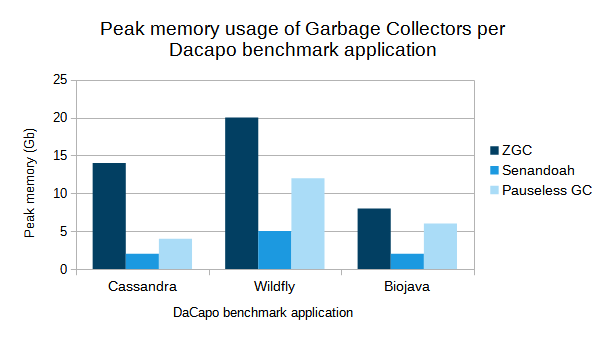 Peak memory usage of Garbage Collectors per
Dacapo benchmark application
25
20
15
10
5
0
Peak memory (Gb)
Cassandra
Wildfly
Biojava
DaCapo benchmark application
ZGC
Senandoah
Pauseless GC